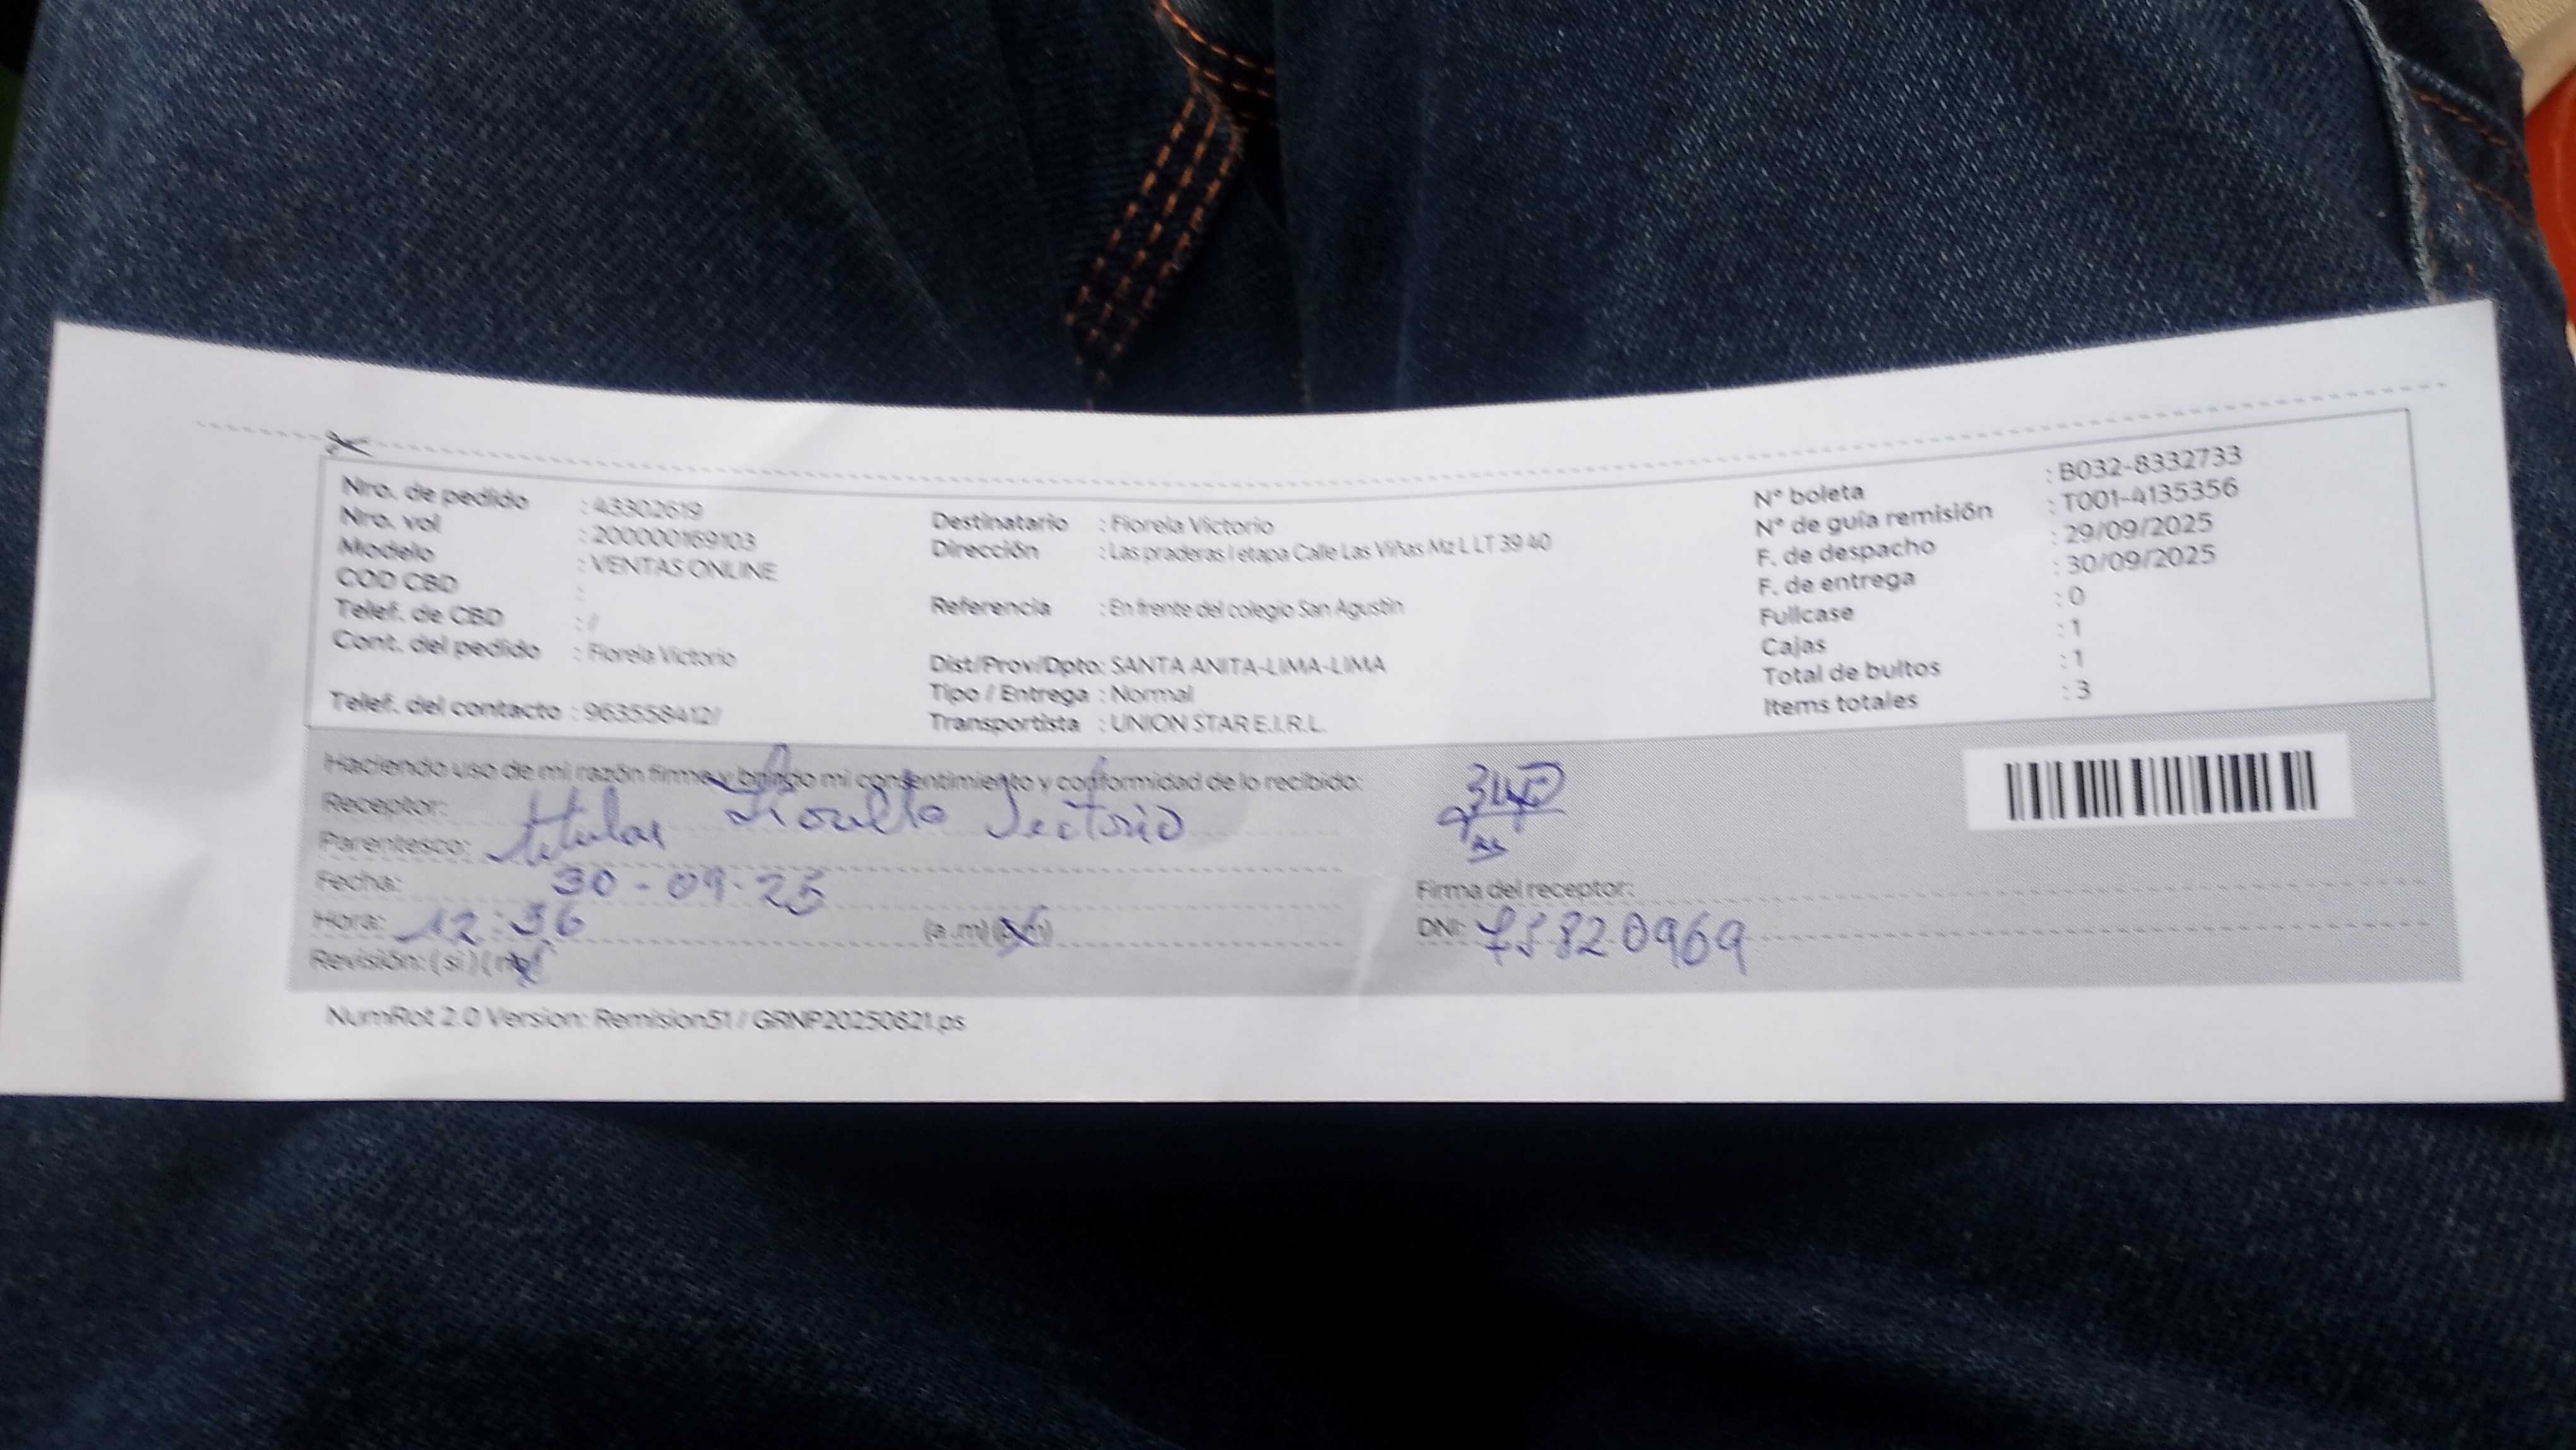 Nro. de pedido : 43302619
Nro. vol : 200000169103
Modelo : VENTAS ONLINE
COD CBD :
Telef. de CBD : /
Cont. del pedido : Fiorela Victorio
Telef. del contacto : 963558412/
Destinatario : Fiorela Victorio
Dirección : Las praderas I etapa Calle Las Viñas Mz L LT 39 40
Referencia : En frente del colegio San Agustín
Dist/Prov/Dpto: SANTA ANITA-LIMA-LIMA
Tipo / Entrega : Normal
Transportista : UNION STAR E.I.R.L.
N° boleta : B032-8332733
N° de guía remisión : T001-4135356
F. de despacho : 29/09/2025
F. de entrega : 30/09/2025
Fullcase : 0
Cajas : 1
Total de bultos : 1
Items totales : 3
Haciendo uso de mi razón firme y brindo mi consentimiento y conformidad de lo recibido:
Receptor:
Parentesco: titular
Fecha: 30-09-25
Hora: 12:36 (a .m) (p.m)
Revisión: ( si ) ( no )
Firma del receptor:
DNI: 75820969
NumRot 2.0 Version: Remision51 / GRNP20250821.ps